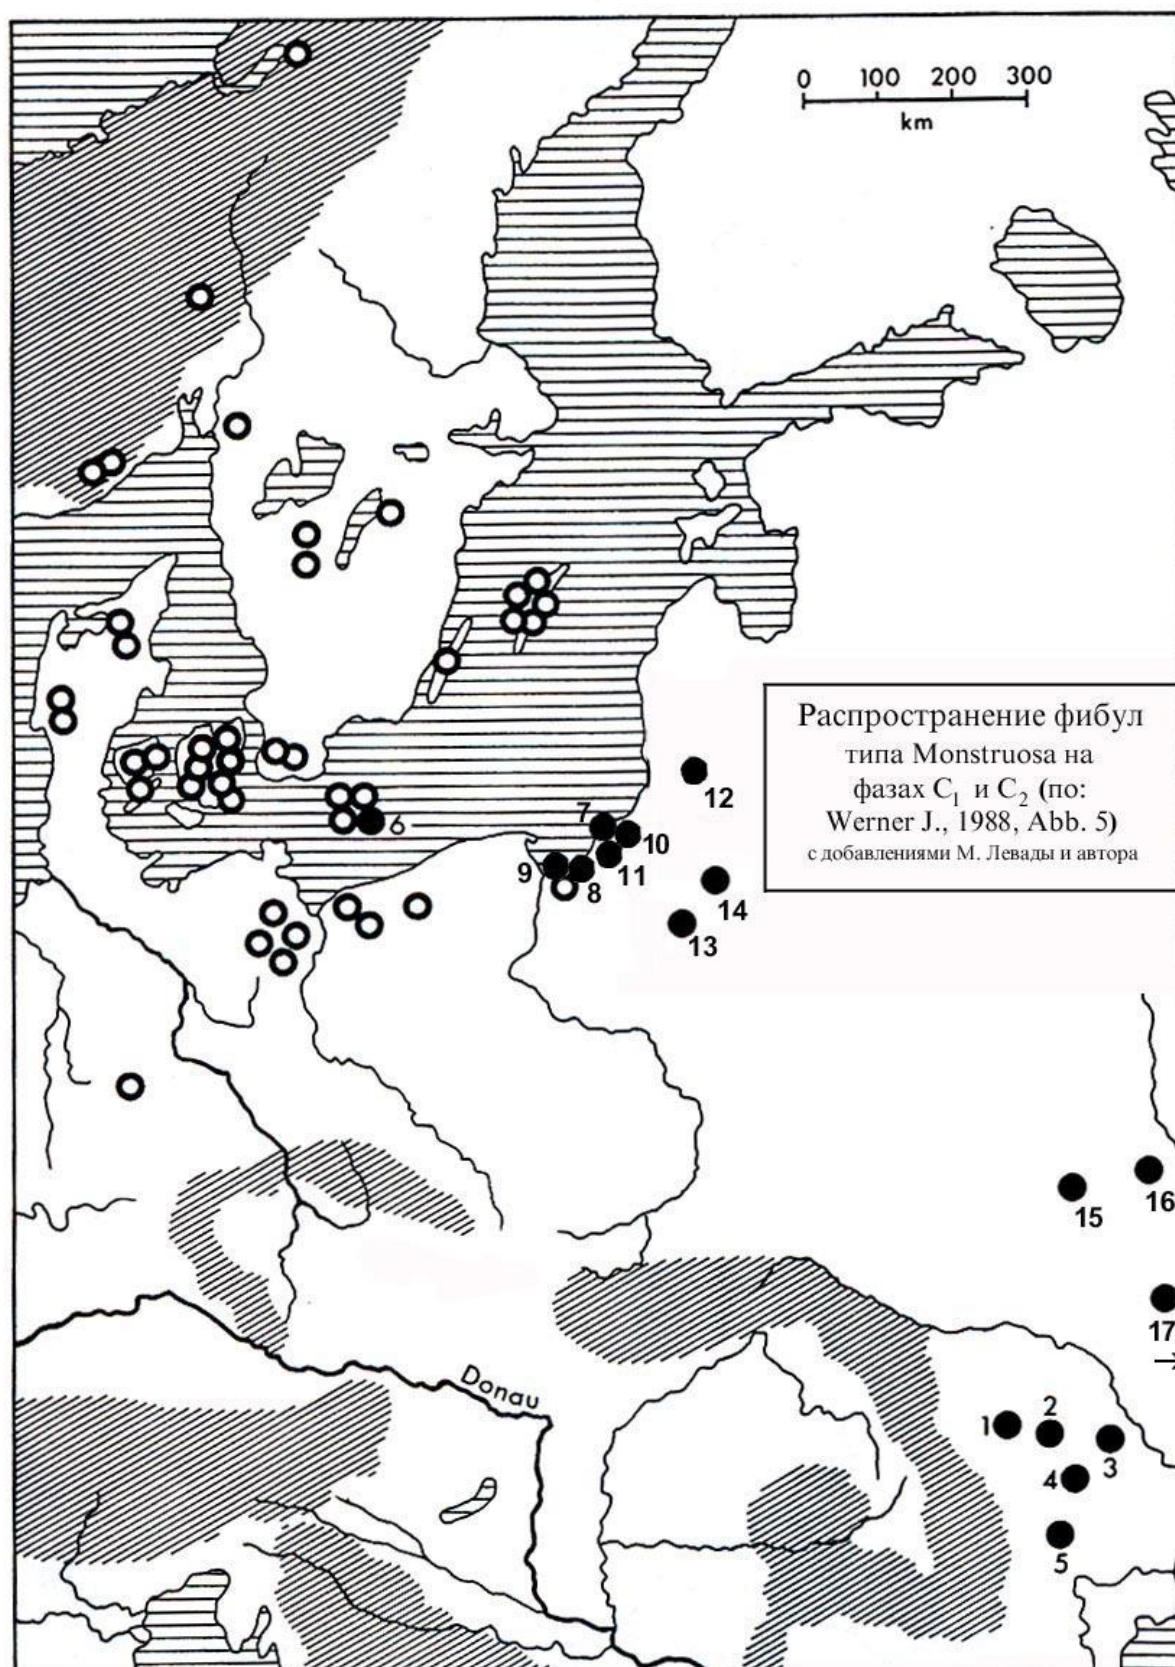 0 100 200 300
km
Распространение фибул
типа Monstruosa на
фазах C1 и C2 (по:
Werner J., 1988, Abb. 5)
с добавлениями М. Левады и автора
12
7
6
10
11
9
8
14
13
15
16
17
Donau
1
2
3
4
5